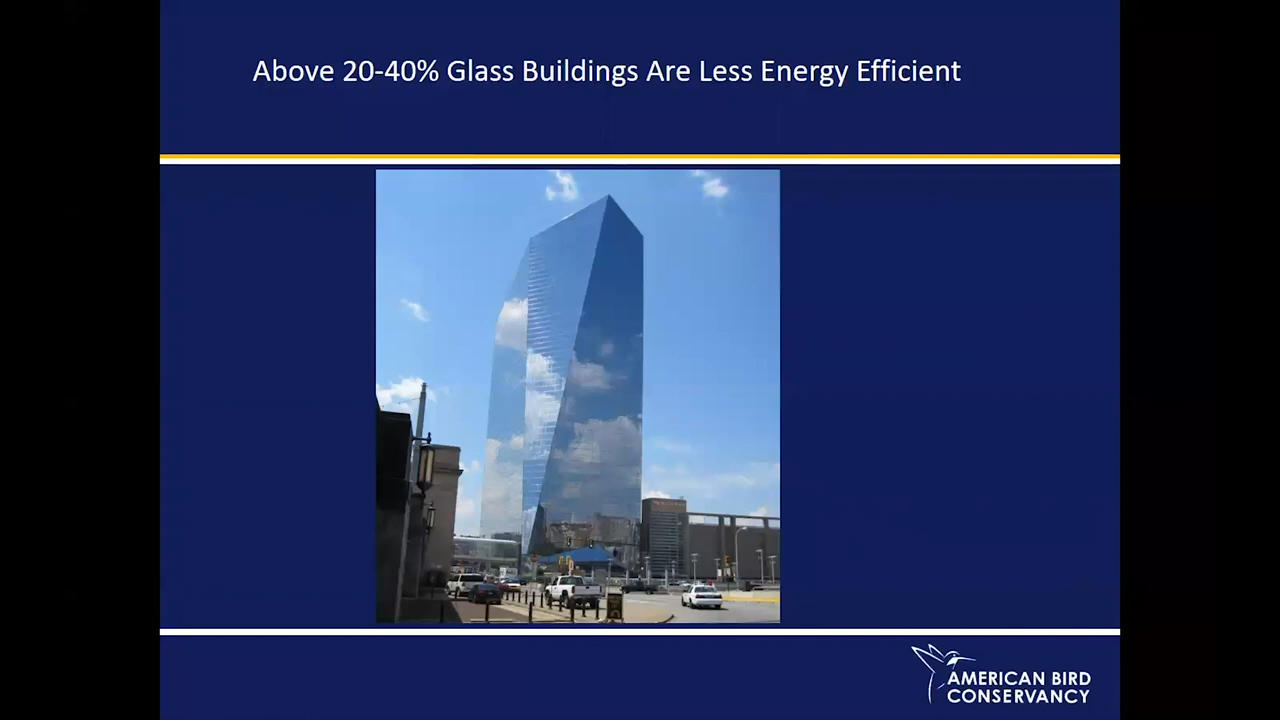 Above 20-40% Glass Buildings Are Less Energy Efficient
AMERICAN BIRD
CONSERVANCY